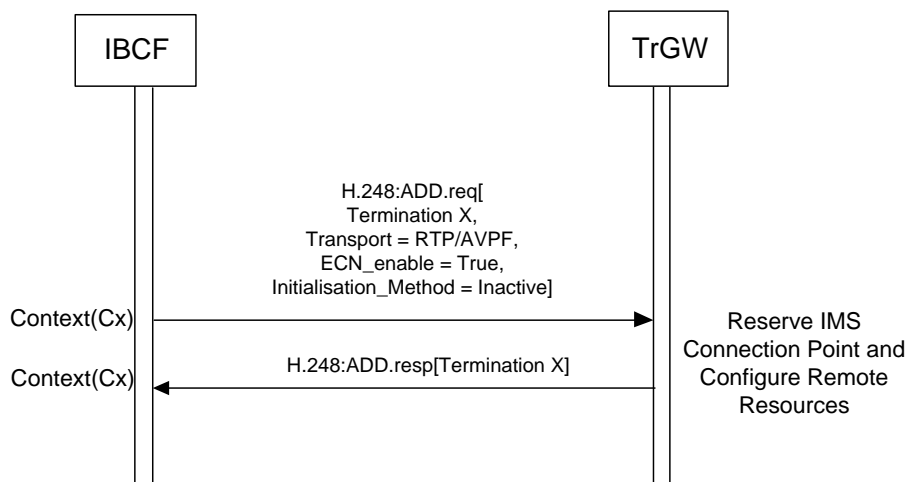 IBCF
TrGW
H.248:ADD.req[
Termination X,
Transport = RTP/AVPF,
ECN_enable = True,
Initialisation_Method = Inactive]
Context(Cx)
Reserve IMS
Connection Point and
Configure Remote
Resources
H.248:ADD.resp[Termination X]
Context(Cx)